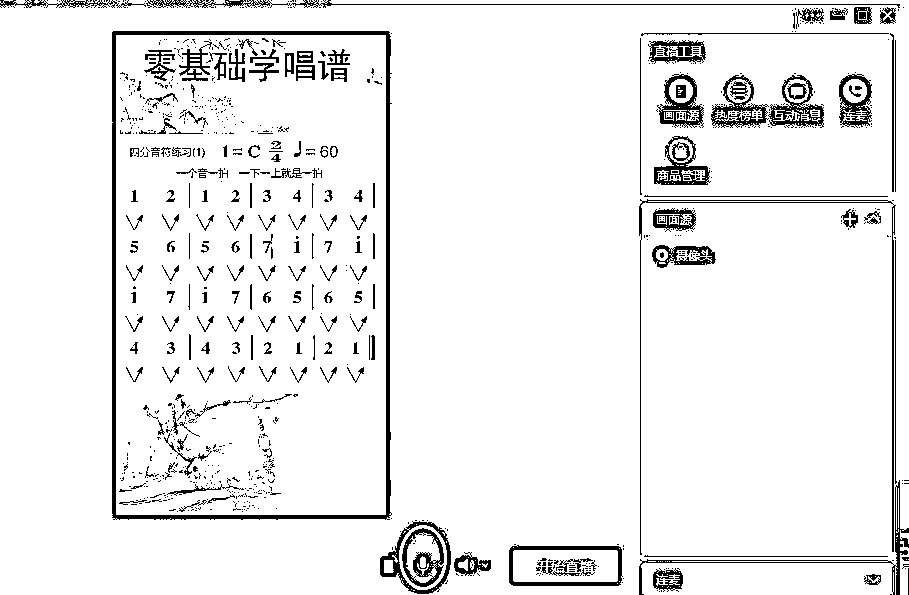 零基础学唱谱
四分音符练习(1) 1=C 2/4 ♩=60
一个音一拍 一下一上就是一拍
1 2 | 1 2 | 3 4 | 3 4 |
5 6 | 5 6 | 7 i | 7 i |
i 7 | i 7 | 6 5 | 6 5 |
4 3 | 4 3 | 2 1 | 2 1 ‖
直播工具
画面源 热度榜单 互动消息 连麦
商品管理
画面源
摄像头
开始直播
连麦